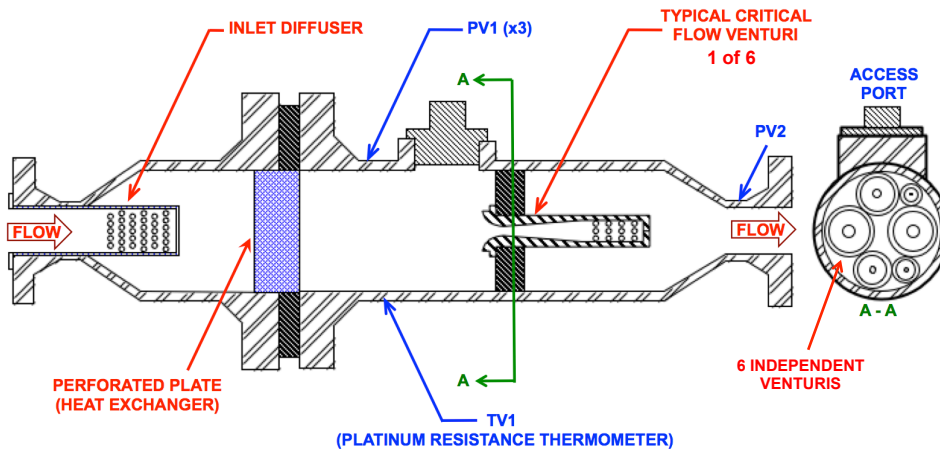 INLET DIFFUSER
PV1 (x3)
TYPICAL CRITICAL
FLOW VENTURI
1 of 6
A
ACCESS
PORT
PV2
FLOW
FLOW
A - A
PERFORATED PLATE
(HEAT EXCHANGER)
A
6 INDEPENDENT
VENTURIS
TV1
(PLATINUM RESISTANCE THERMOMETER)